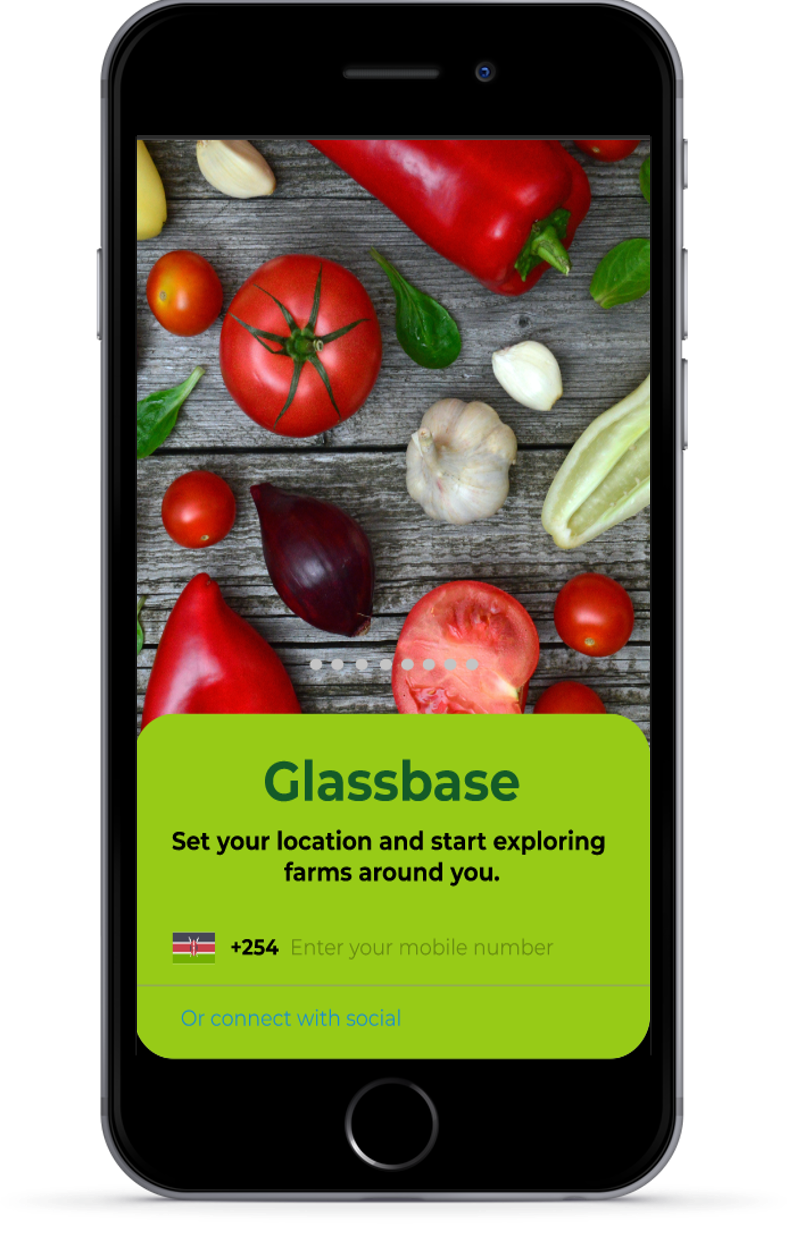 Glassbase
Set your location and start exploring
farms around you.
+254 Enter your mobile number
Or connect with social